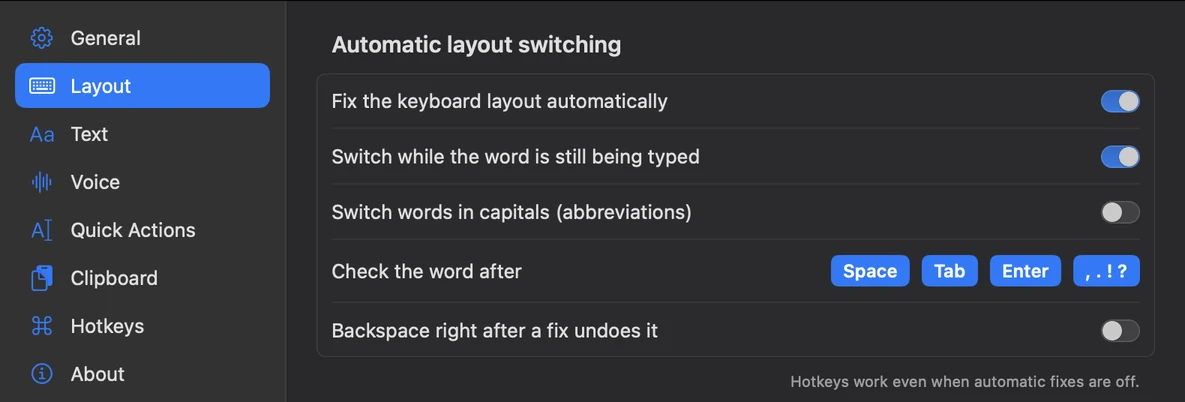 General
Layout
Aa Text
Voice
A Quick Actions
Clipboard
Hotkeys
About
Automatic layout switching
Fix the keyboard layout automatically
Switch while the word is still being typed
Switch words in capitals (abbreviations)
Check the word after Space Tab Enter , . ! ?
Backspace right after a fix undoes it
Hotkeys work even when automatic fixes are off.